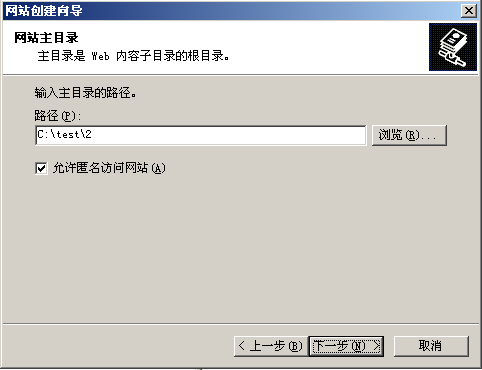 网站创建向导
网站主目录
主目录是 Web 内容子目录的根目录。
输入主目录的路径。
路径(P):
C:\test\2
浏览(R)...
允许匿名访问网站(A)
< 上一步(B)
下一步(N) >
取消